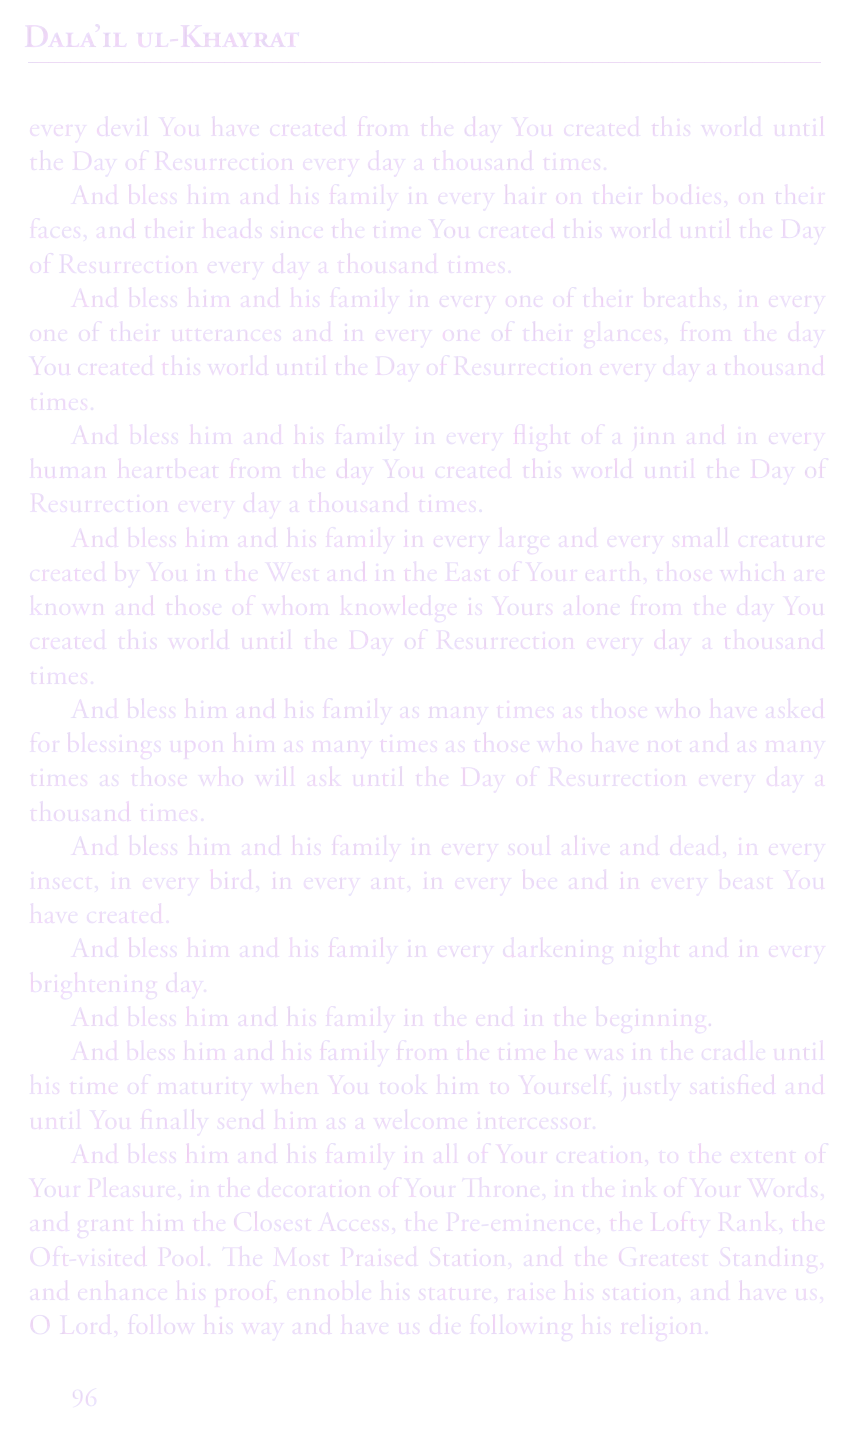 Dala’il ul-Khayrat
every devil You have created from the day You created this world until
the Day of Resurrection every day a thousand times.
And bless him and his family in every hair on their bodies, on their
faces, and their heads since the time You created this world until the Day
of Resurrection every day a thousand times.
And bless him and his family in every one of their breaths, in every
one of their utterances and in every one of their glances, from the day
You created this world until the Day of Resurrection every day a thousand
times.
And bless him and his family in every flight of a jinn and in every
human heartbeat from the day You created this world until the Day of
Resurrection every day a thousand times.
And bless him and his family in every large and every small creature
created by You in the West and in the East of Your earth, those which are
known and those of whom knowledge is Yours alone from the day You
created this world until the Day of Resurrection every day a thousand
times.
And bless him and his family as many times as those who have asked
for blessings upon him as many times as those who have not and as many
times as those who will ask until the Day of Resurrection every day a
thousand times.
And bless him and his family in every soul alive and dead, in every
insect, in every bird, in every ant, in every bee and in every beast You
have created.
And bless him and his family in every darkening night and in every
brightening day.
And bless him and his family in the end in the beginning.
And bless him and his family from the time he was in the cradle until
his time of maturity when You took him to Yourself, justly satisfied and
until You finally send him as a welcome intercessor.
And bless him and his family in all of Your creation, to the extent of
Your Pleasure, in the decoration of Your Throne, in the ink of Your Words,
and grant him the Closest Access, the Pre-eminence, the Lofty Rank, the
Oft-visited Pool. The Most Praised Station, and the Greatest Standing,
and enhance his proof, ennoble his stature, raise his station, and have us,
O Lord, follow his way and have us die following his religion.
96